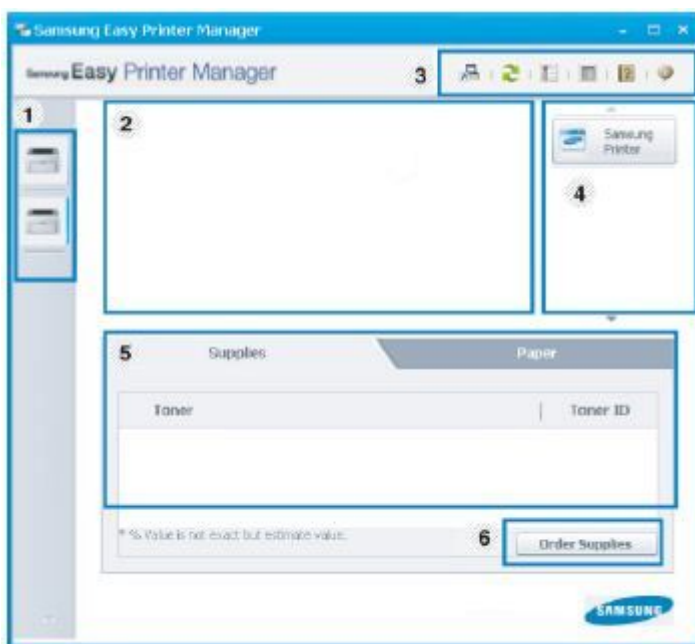 Samsung Easy Printer Manager
Samsung Easy Printer Manager
3
1
2
Samsung Printer
4
5
Supplies
Paper
Toner
Toner ID
* % Value is not exact but estimate value.
6
Order Supplies
SAMSUNG